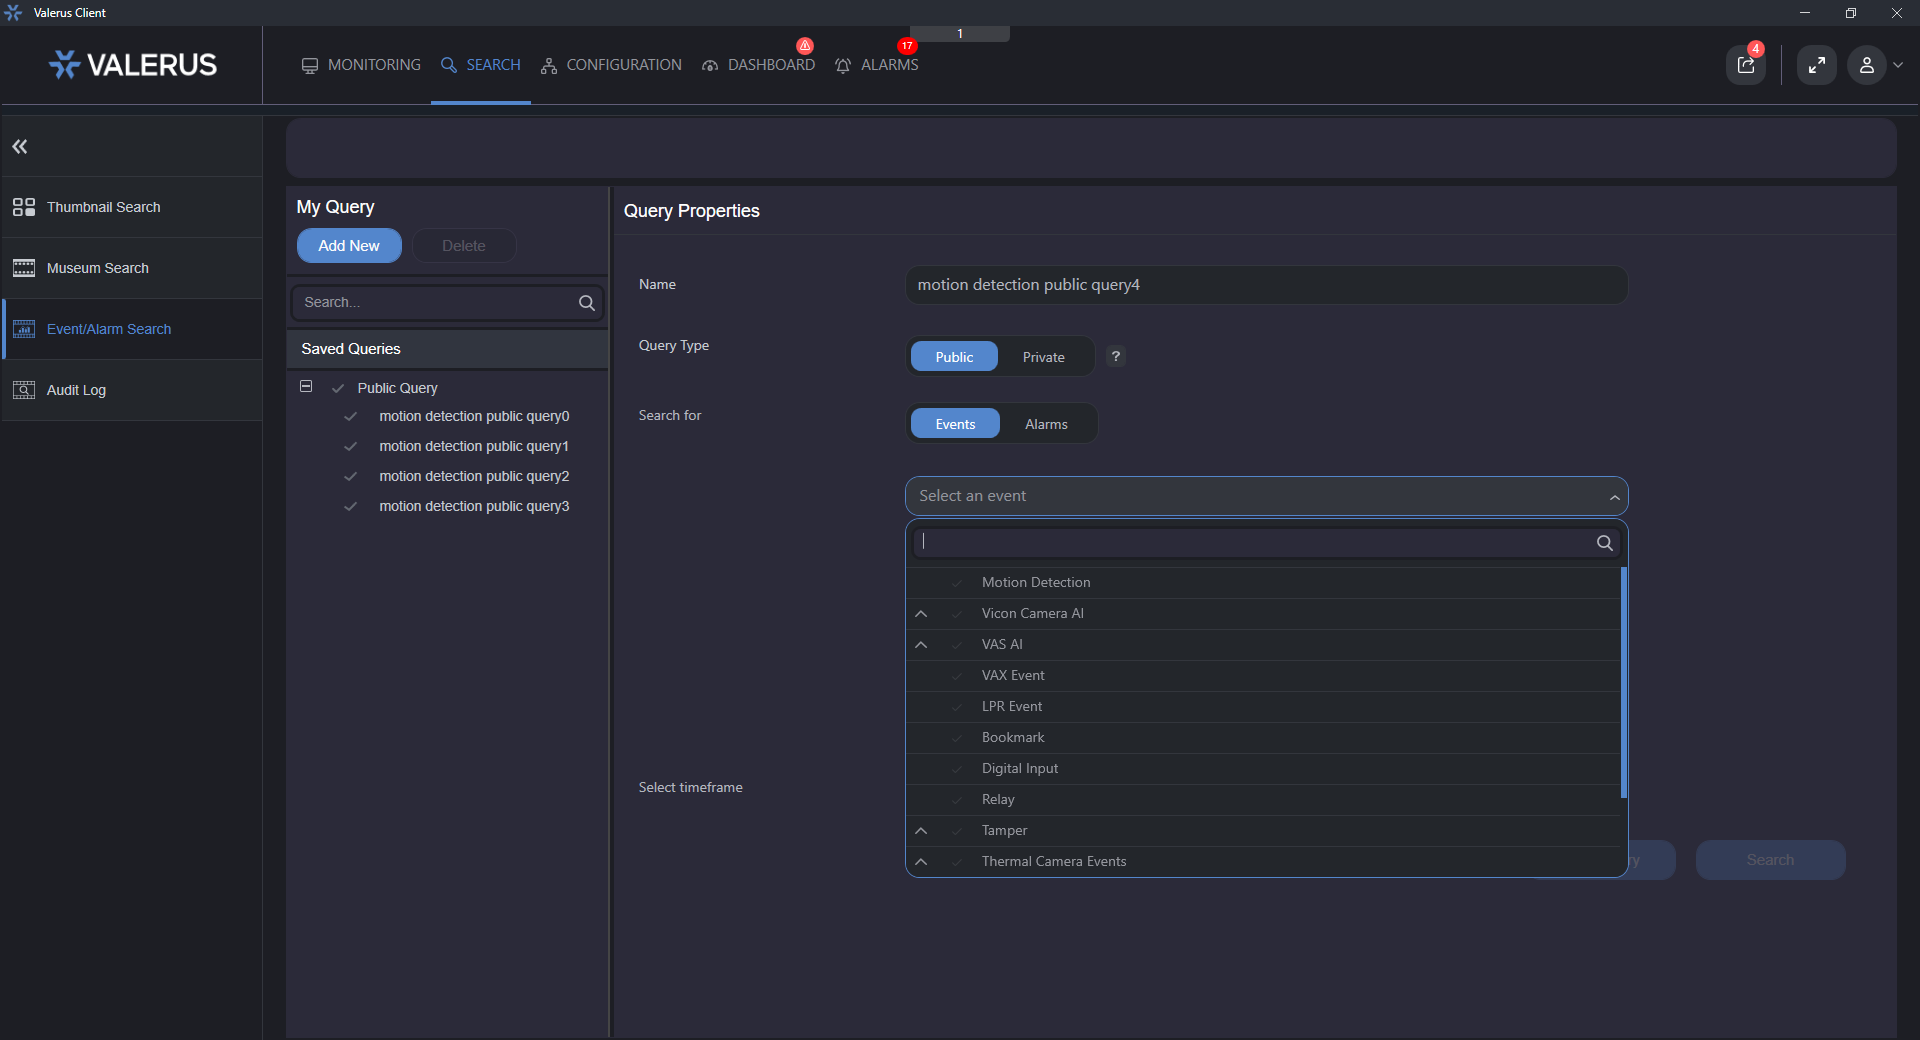 Valerus Client
VALERUS
MONITORING
SEARCH
CONFIGURATION
DASHBOARD
17
ALARMS
1
4
Thumbnail Search
Museum Search
Event/Alarm Search
Audit Log
My Query
Add New
Delete
Search...
Saved Queries
Public Query
motion detection public query0
motion detection public query1
motion detection public query2
motion detection public query3
Query Properties
Name
motion detection public query4
Query Type
Public
Private
?
Search for
Events
Alarms
Select an event
Motion Detection
Vicon Camera AI
VAS AI
VAX Event
LPR Event
Bookmark
Digital Input
Relay
Tamper
Thermal Camera Events
Select timeframe
ry
Search